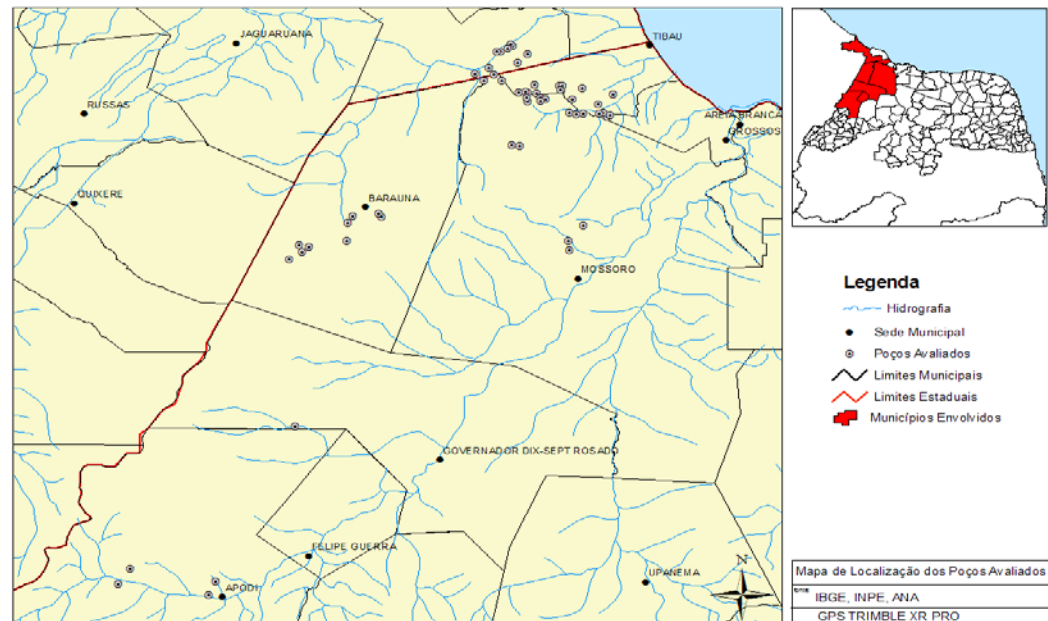 JAGUARUANA
TIBAU
RUSSAS
AREIA BRANCA
GROSSOS
QUIXERE
BARAUNA
MOSSORO
GOVERNADOR DIX-SEPT ROSADO
FELIPE GUERRA
APODI
UPANEMA
N
Legenda
Hidrografia
Sede Municipal
Poços Avaliados
Limites Municipais
Limites Estaduais
Municípios Envolvidos
Mapa de Localização dos Poços Avaliados
IBGE, INPE, ANA
GPS TRIMBLE XR PRO